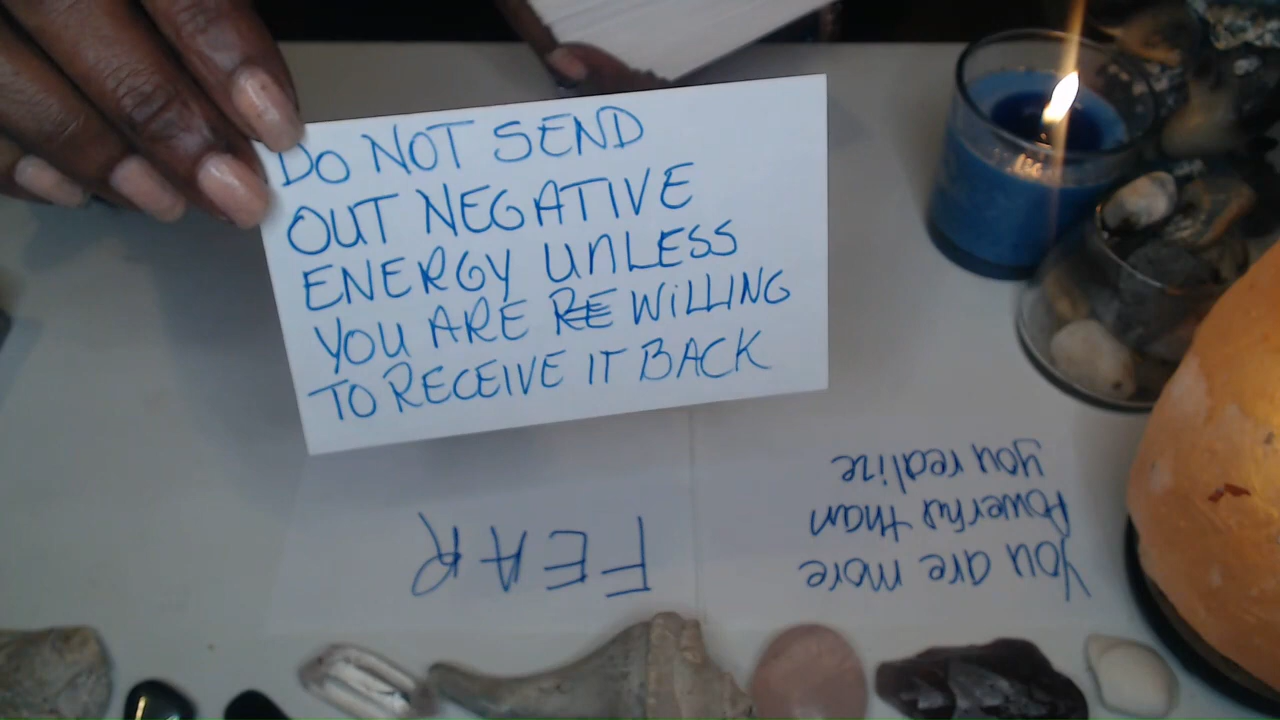 DO NOT SEND
OUT NEGATIVE
ENERGY UNLESS
YOU ARE RE WILLING
TO RECEIVE IT BACK
FEAR
You are more
Powerful than
you realize